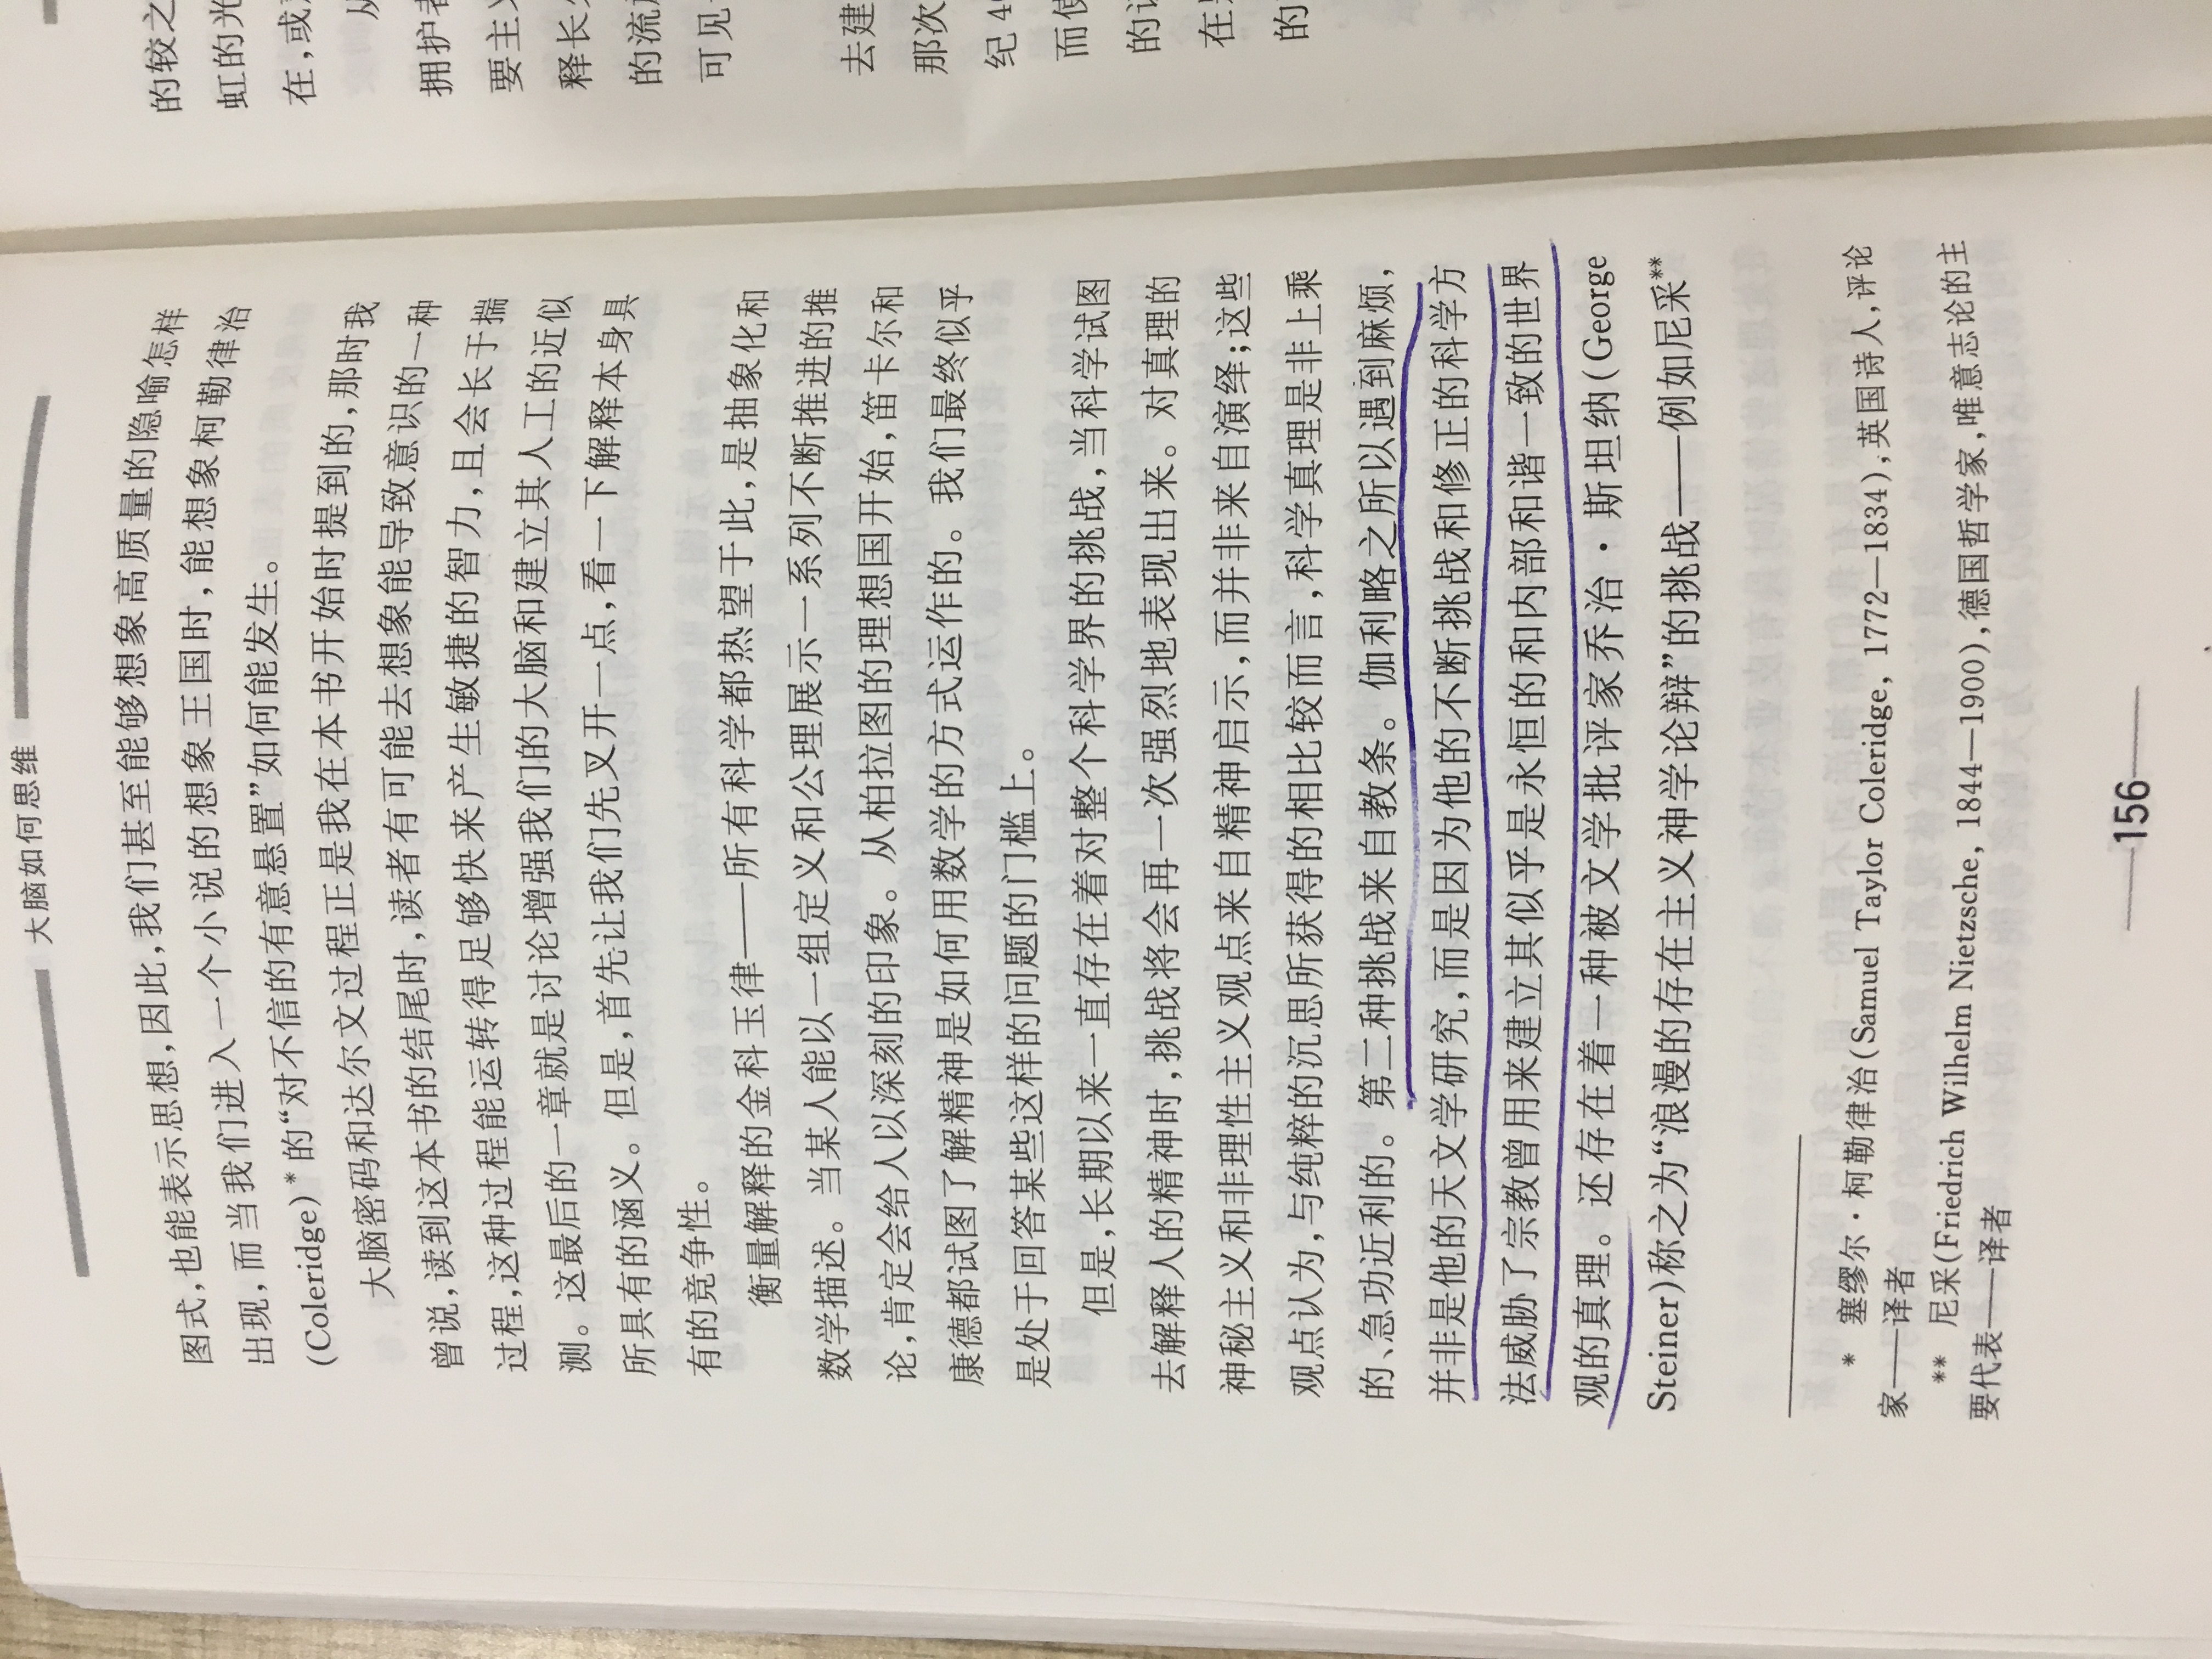 大脑如何思维
图式,也能表示思想,因此,我们甚至能够想象高质量的隐喻怎样
出现,而当我们进入一个小说的想象王国时,能想象柯勒律治
(Coleridge)*的“对不信的有意悬置”如何能发生。
大脑密码和达尔文过程正是我在本书开始时提到的,那时我
曾说,读到这本书的结尾时,读者有可能去想象能导致意识的一种
过程,这种过程能运转得足够快来产生敏捷的智力,且会长于揣
测。这最后的一章就是讨论增强我们的大脑和建立其人工的近似
所具有的涵义。但是,首先让我们先叉开一点,看一下解释本身具
有的竞争性。
衡量解释的金科玉律——所有科学都热望于此,是抽象化和
数学描述。当某人能以一组定义和公理展示一系列不断推进的推
论,肯定会给人以深刻的印象。从柏拉图的理想国开始,笛卡尔和
康德都试图了解精神是如何用数学的方式运作的。我们最终似乎
是处于回答某些这样的问题的门槛上。
但是,长期以来一直存在着对整个科学界的挑战,当科学试图
去解释人的精神时,挑战将会再一次强烈地表现出来。对真理的
神秘主义和非理性主义观点来自精神启示,而并非来自演绎;这些
观点认为,与纯粹的沉思所获得的相比较而言,科学真理是非上乘
的、急功近利的。第二种挑战来自教条。伽利略之所以遇到麻烦,
并非是他的天文学研究,而是因为他的不断挑战和修正的科学方
法威胁了宗教曾用来建立其似乎是永恒的和内部和谐一致的世界
观的真理。还存在着一种被文学批评家乔治·斯坦纳(George
Steiner)称之为“浪漫的存在主义神学论辩”的挑战——例如尼采**
* 塞缪尔·柯勒律治(Samuel Taylor Coleridge, 1772—1834),英国诗人,评论
家——译者
** 尼采(Friedrich Wilhelm Nietzsche, 1844—1900),德国哲学家,唯意志论的主
要代表——译者
—156—
的较之
虹的光
在,或
从
拥护者
要主义
释长
的流
可见
去建
那次
纪 4
而使
的
在
的